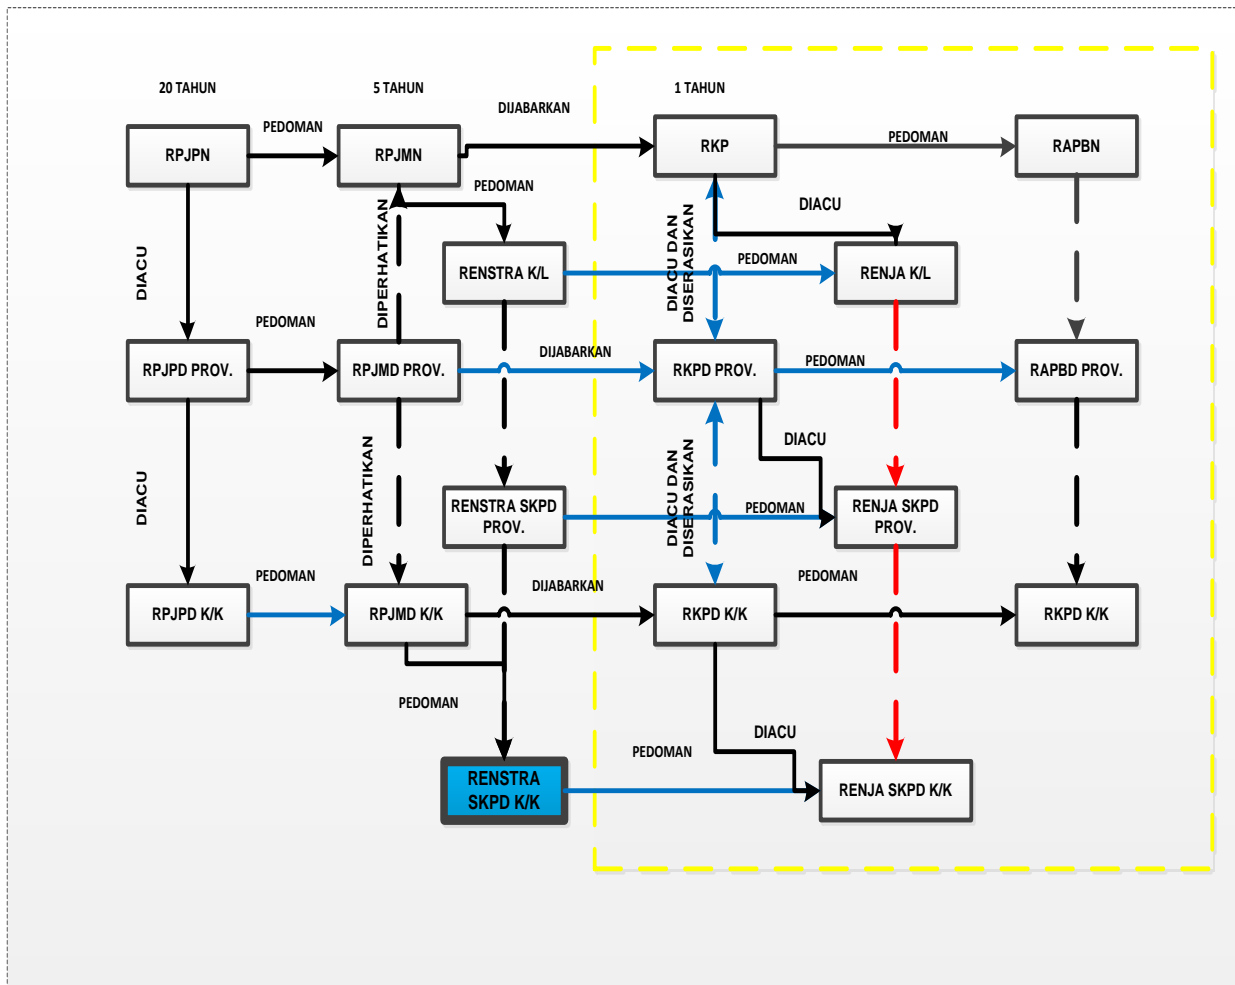 20 TAHUN
5 TAHUN
1 TAHUN
DIJABARKAN
PEDOMAN
PEDOMAN
RPJPN
RPJMN
RKP
RAPBN
PEDOMAN
DIACU
DIACU
DIPERHATIKAN
DIACU DAN
DISERASIKAN
RENSTRA K/L
PEDOMAN
RENJA K/L
PEDOMAN
DIJABARKAN
PEDOMAN
RPJPD PROV.
RPJMD PROV.
RKPD PROV.
RAPBD PROV.
DIACU
DIACU
DIPERHATIKAN
DIACU DAN
DISERASIKAN
RENSTRA SKPD
PROV.
PEDOMAN
RENJA SKPD
PROV.
PEDOMAN
DIJABARKAN
PEDOMAN
RPJPD K/K
RPJMD K/K
RKPD K/K
RKPD K/K
PEDOMAN
DIACU
PEDOMAN
RENSTRA
SKPD K/K
RENJA SKPD K/K